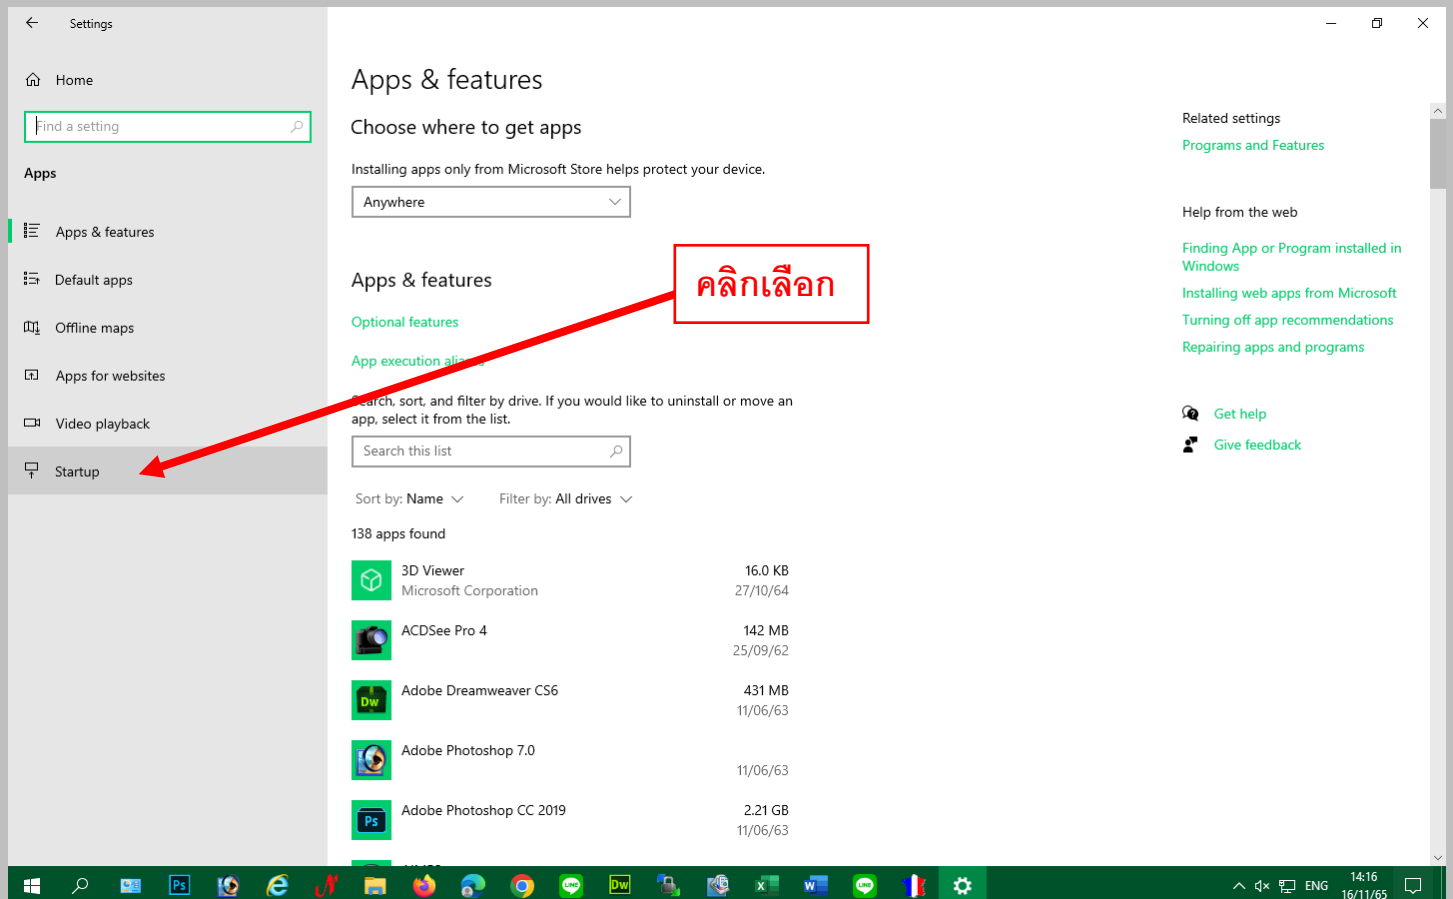 Settings
Home
Find a setting
Apps
Apps & features
Default apps
Offline maps
Apps for websites
Video playback
Startup
Apps & features
Choose where to get apps
Installing apps only from Microsoft Store helps protect your device.
Anywhere
Apps & features
คลิกเลือก
Optional features
App execution
Search, sort, and filter by drive. If you would like to uninstall or move an
app, select it from the list.
Search this list
Sort by: Name
Filter by: All drives
138 apps found
3D Viewer
16.0 KB
Microsoft Corporation
27/10/64
ACDSee Pro 4
142 MB
25/09/62
Adobe Dreamweaver CS6
431 MB
11/06/63
Adobe Photoshop 7.0
11/06/63
Adobe Photoshop CC 2019
2.21 GB
11/06/63
Related settings
Programs and Features
Help from the web
Finding App or Program installed in
Windows
Installing web apps from Microsoft
Turning off app recommendations
Repairing apps and programs
Get help
Give feedback
ENG
14:16
16/11/65